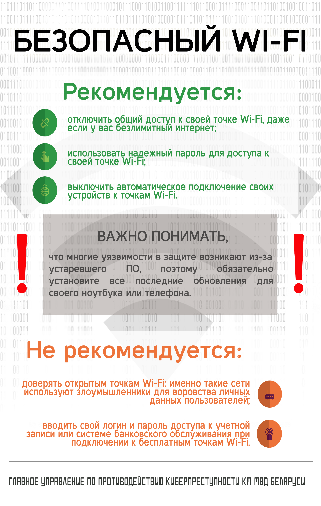 БЕЗОПАСНЫЙ WI-FI
Рекомендуется:
отключить общий доступ к своей точке Wi-Fi, даже
если у вас безлимитный интернет;
использовать надежный пароль для доступа к
своей точке Wi-Fi;
выключить автоматическое подключение своих
устройств к точкам Wi-Fi.
ВАЖНО ПОНИМАТЬ,
что многие уязвимости в защите возникают из-за
устаревшего ПО, поэтому обязательно
установите все последние обновления для
своего ноутбука или телефона.
Не рекомендуется:
доверять открытым точкам Wi-Fi: именно такие сети
используют злоумышленники для воровства личных
данных пользователей;
вводить свой логин и пароль доступа к учетной
записи или системе банковского обслуживания при
подключении к бесплатным точкам Wi-Fi.
ГЛАВНОЕ УПРАВЛЕНИЕ ПО ПРОТИВОДЕЙСТВИЮ КИБЕРПРЕСТУПНОСТИ КМ МВД БЕЛАРУСИ